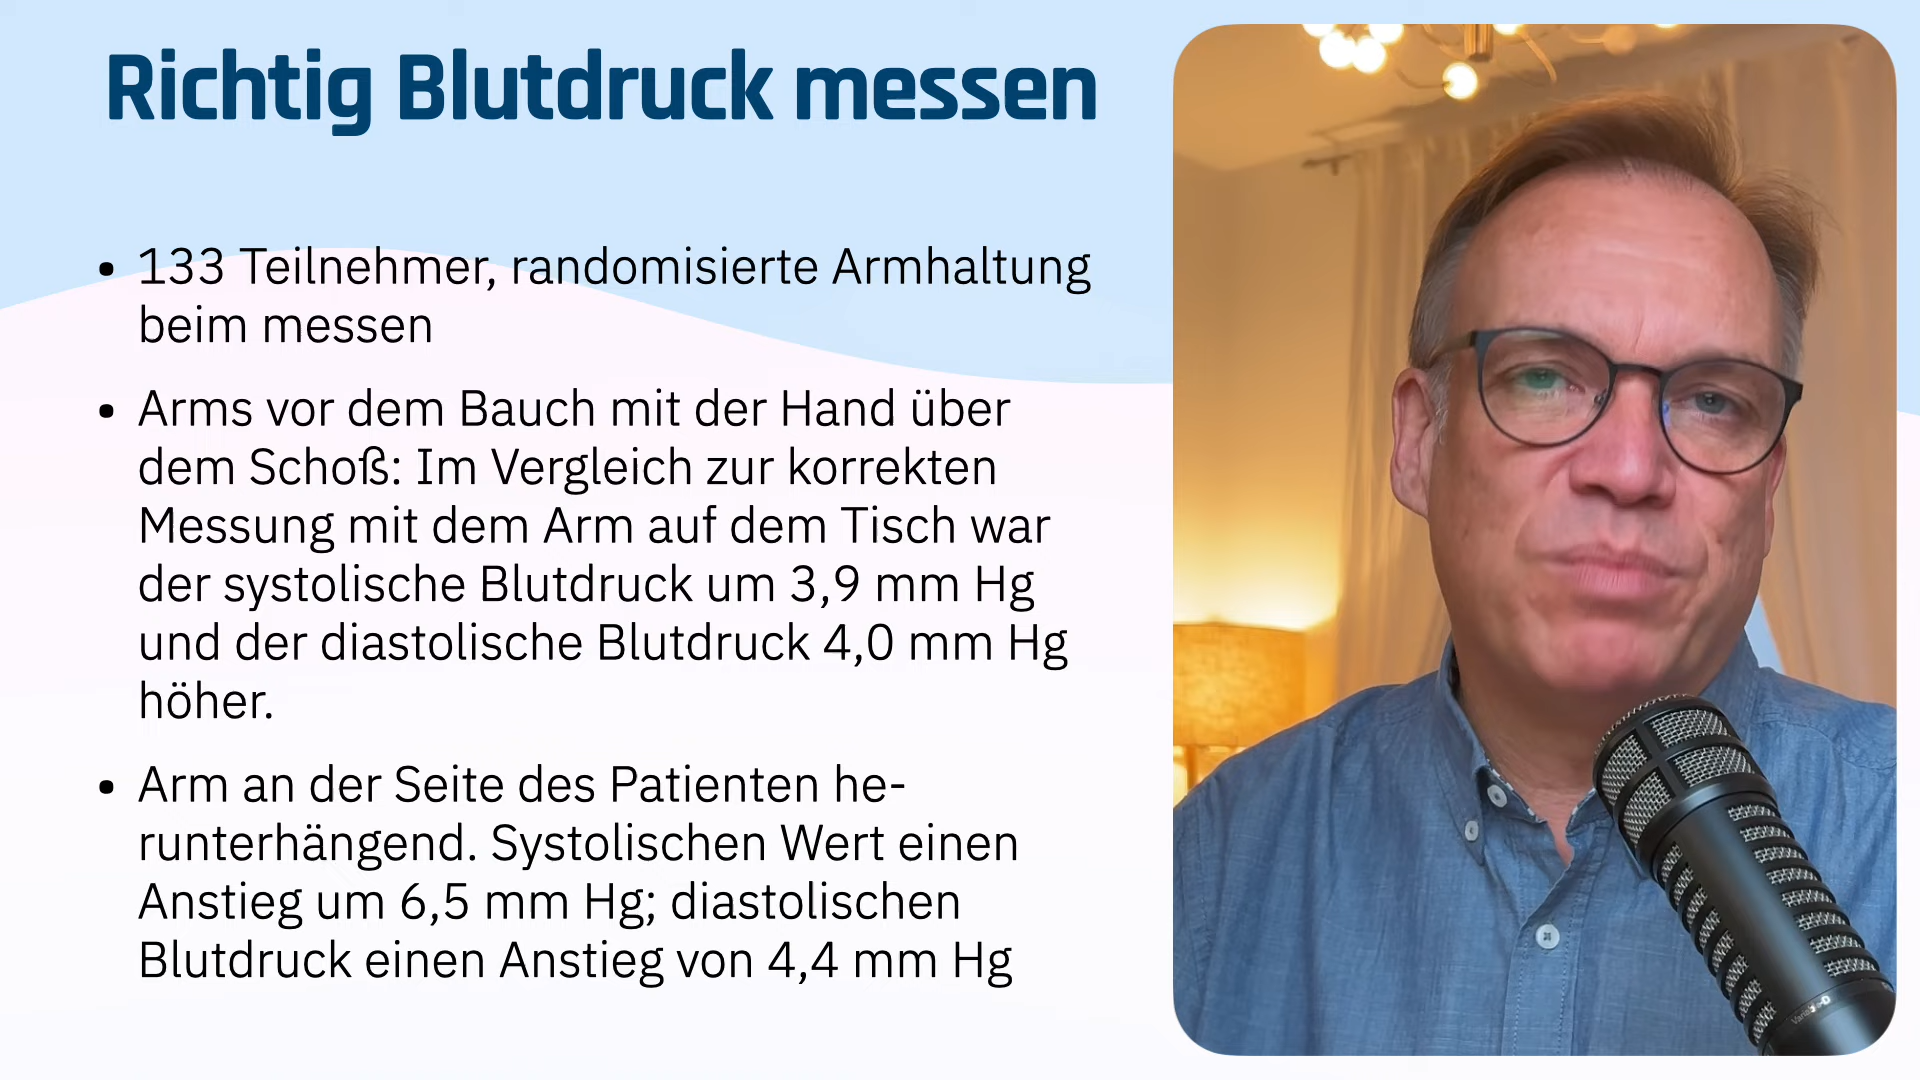 Richtig Blutdruck messen
• 133 Teilnehmer, randomisierte Armhaltung
beim messen
• Arms vor dem Bauch mit der Hand über
dem Schoß: Im Vergleich zur korrekten
Messung mit dem Arm auf dem Tisch war
der systolische Blutdruck um 3,9 mm Hg
und der diastolische Blutdruck 4,0 mm Hg
höher.
• Arm an der Seite des Patienten he-
runterhängend. Systolischen Wert einen
Anstieg um 6,5 mm Hg; diastolischen
Blutdruck einen Anstieg von 4,4 mm Hg